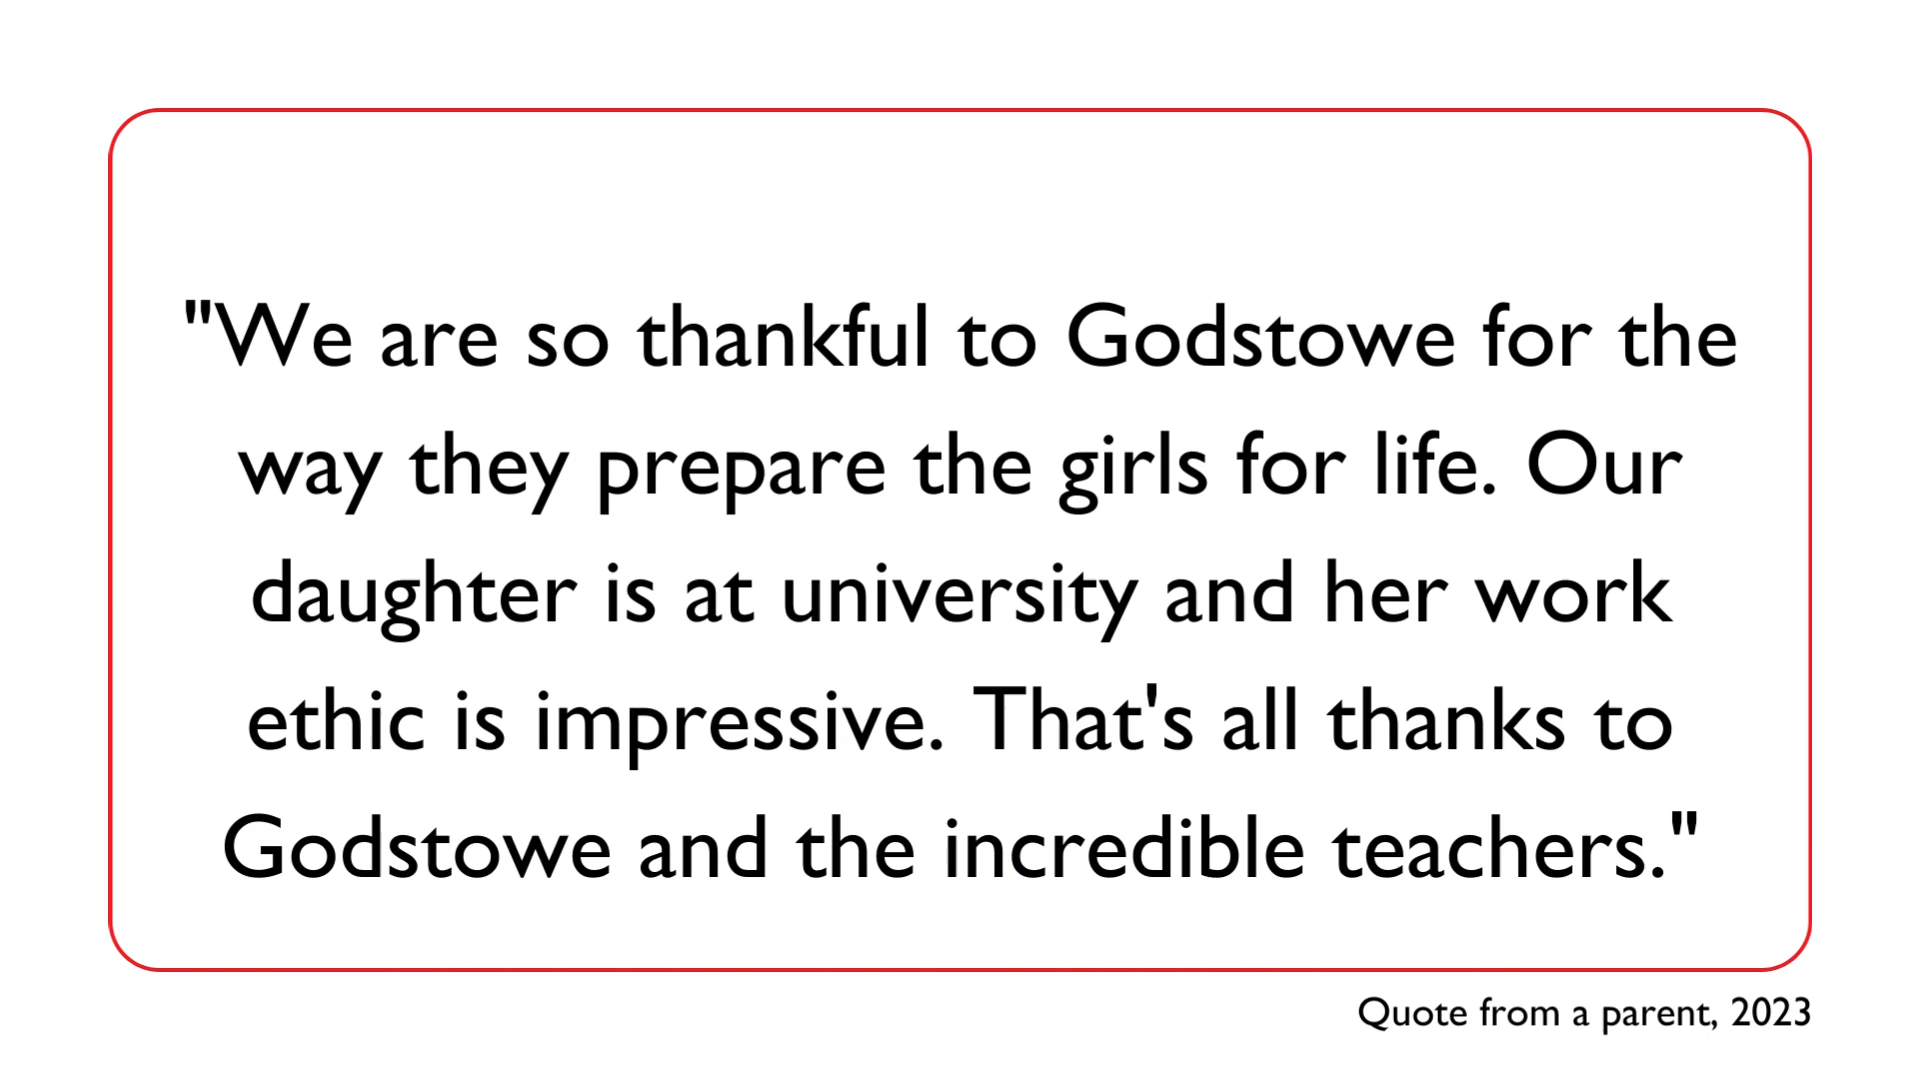 "We are so thankful to Godstowe for the
way they prepare the girls for life. Our
daughter is at university and her work
ethic is impressive. That's all thanks to
Godstowe and the incredible teachers."
Quote from a parent, 2023